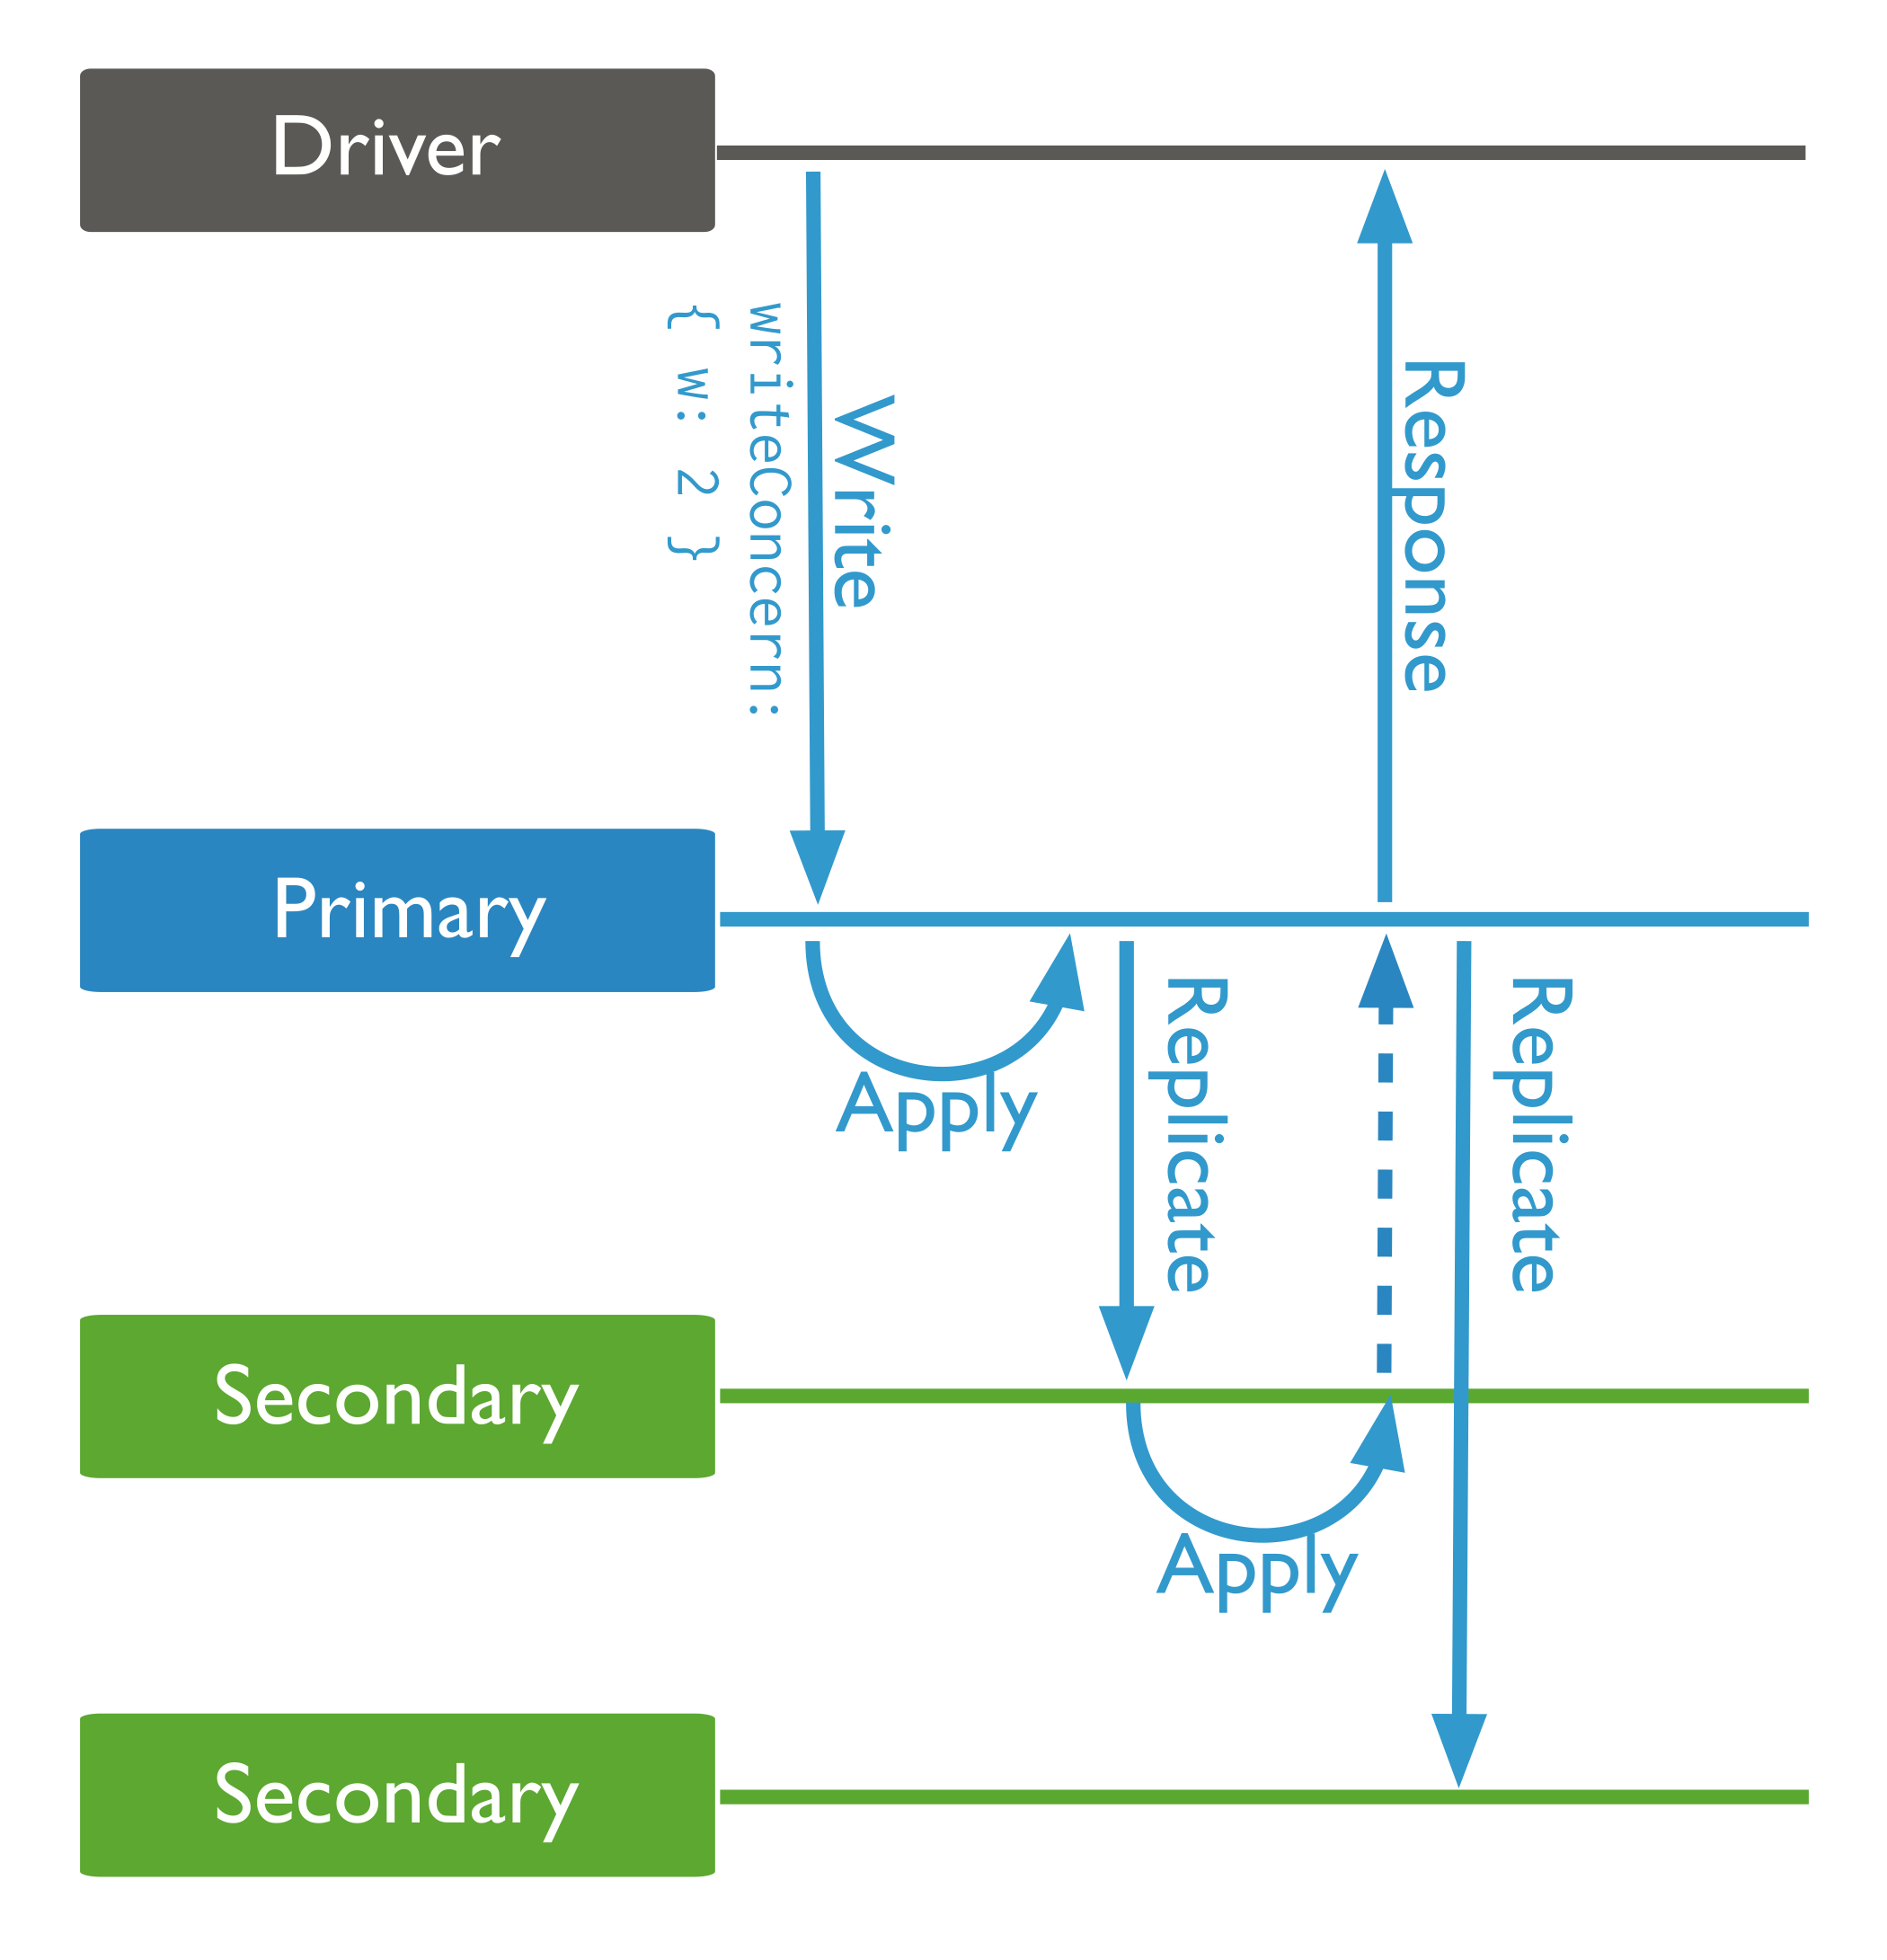 Driver
Write
writeConcern:
{ w: 2 }
Response
Primary
Apply
Replicate
Replicate
Secondary
Apply
Secondary